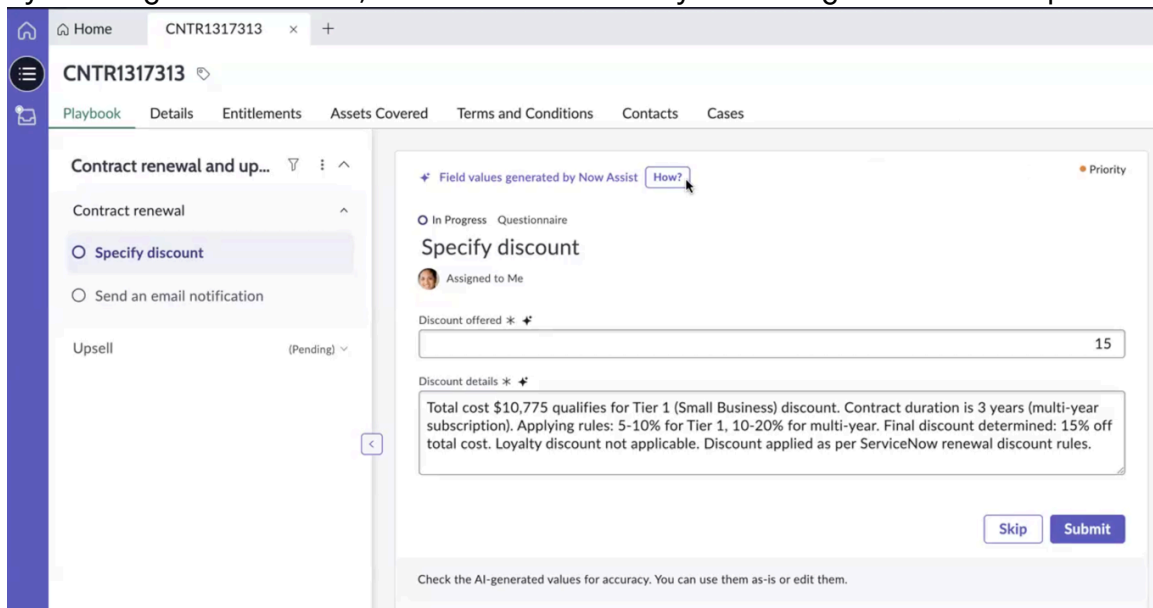 Home
CNTR1317313 × +
CNTR1317313
Playbook Details Entitlements Assets Covered Terms and Conditions Contacts Cases
Contract renewal and up...
Contract renewal
Specify discount
Send an email notification
Upsell (Pending)
Field values generated by Now Assist How?
Priority
In Progress Questionnaire
Specify discount
Assigned to Me
Discount offered *
15
Discount details *
Total cost $10,775 qualifies for Tier 1 (Small Business) discount. Contract duration is 3 years (multi-year
subscription). Applying rules: 5-10% for Tier 1, 10-20% for multi-year. Final discount determined: 15% off
total cost. Loyalty discount not applicable. Discount applied as per ServiceNow renewal discount rules.
Skip Submit
Check the AI-generated values for accuracy. You can use them as-is or edit them.